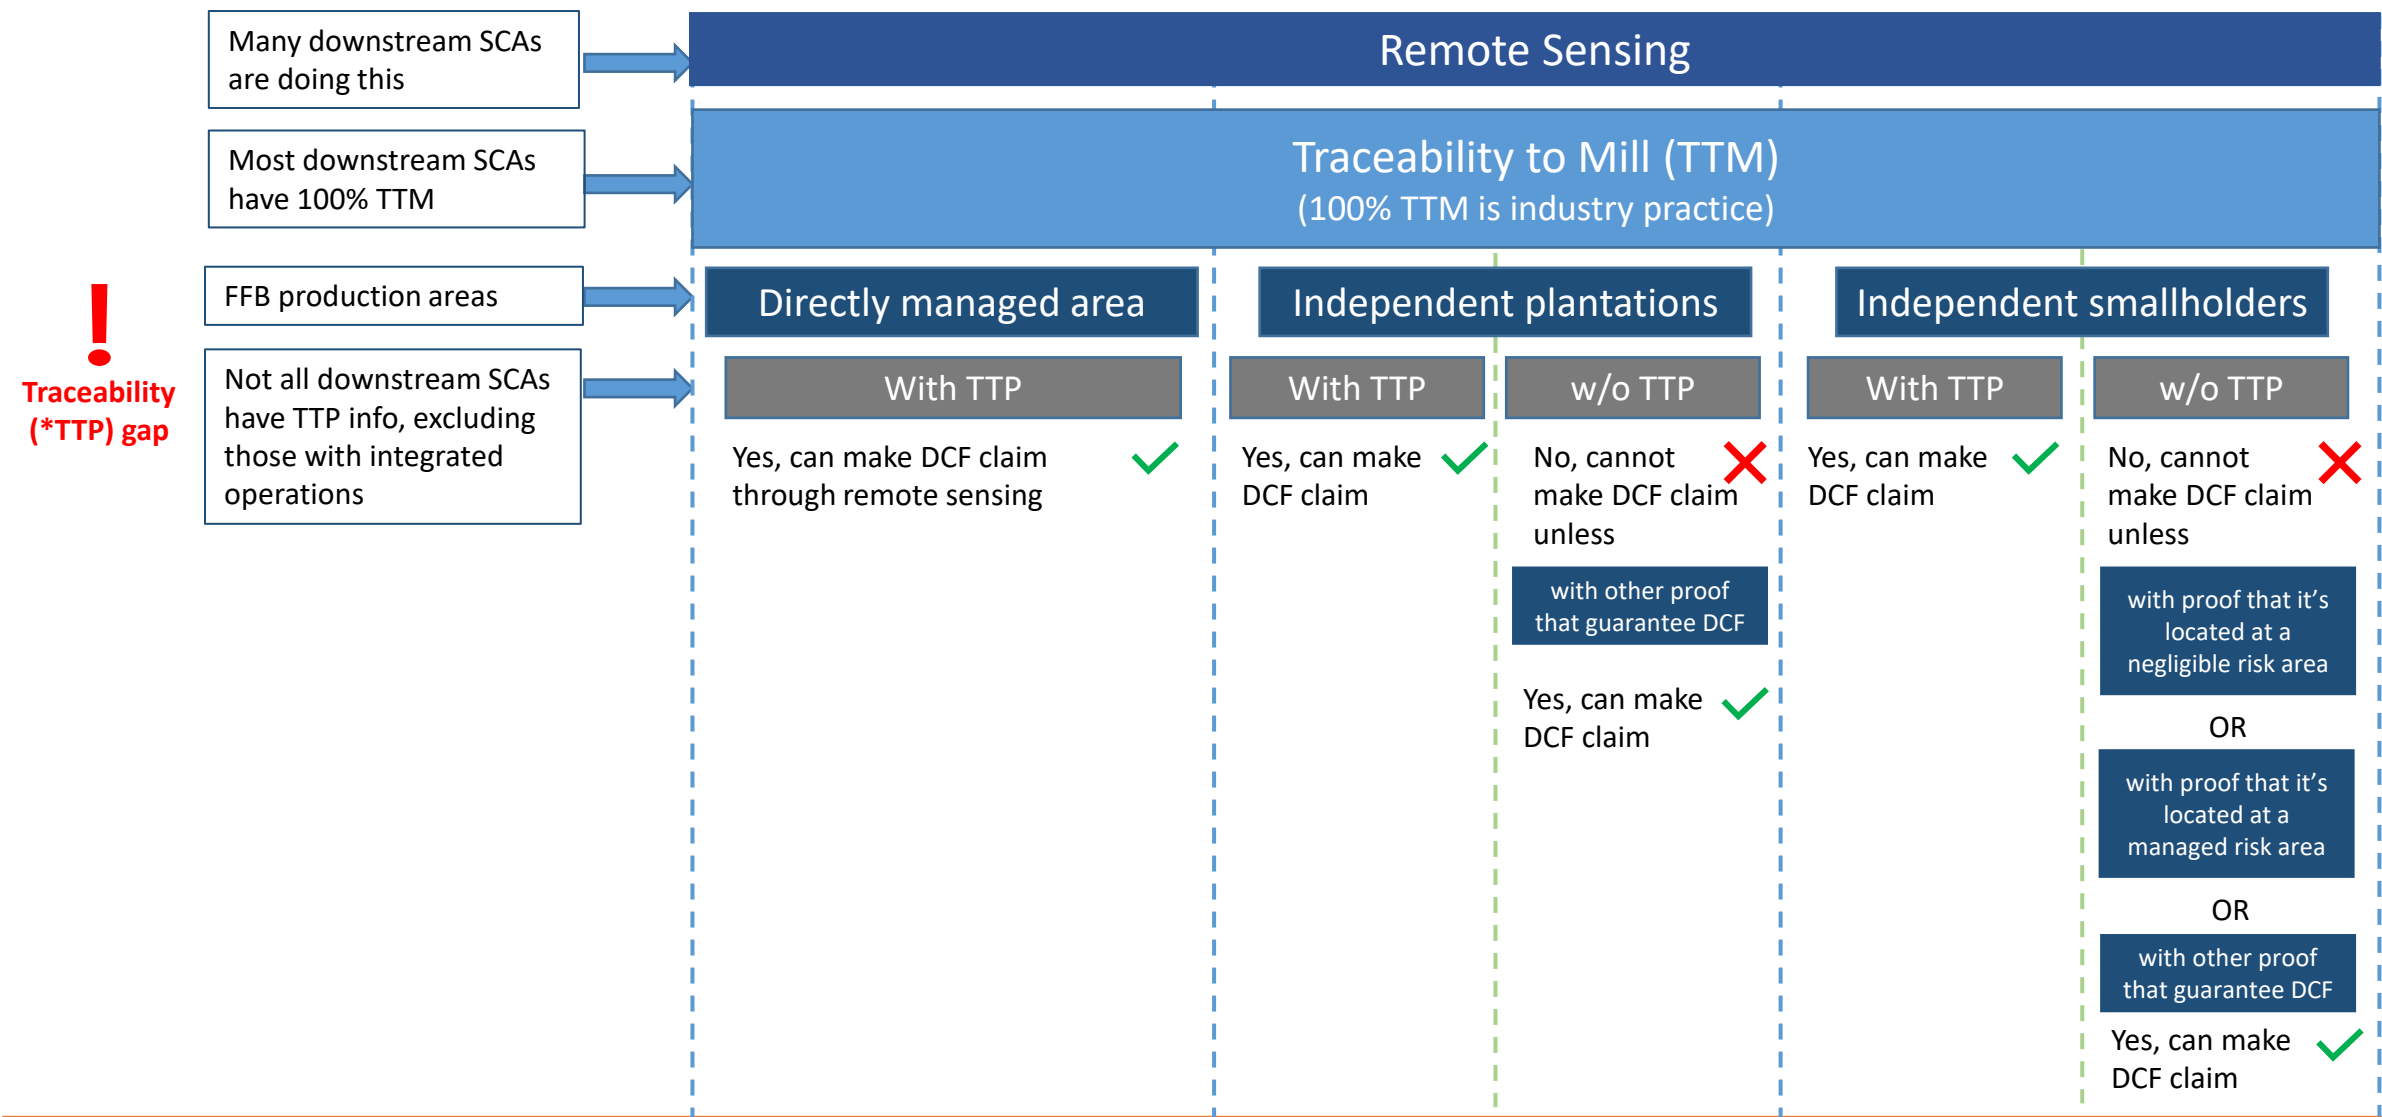 Many downstream SCAs
are doing this
Remote Sensing
Most downstream SCAs
have 100% TTM
Traceability to Mill (TTM)
(100% TTM is industry practice)
!
Traceability
(*TTP) gap
FFB production areas
Directly managed area
Independent plantations
Independent smallholders
Not all downstream SCAs
have TTP info, excluding
those with integrated
operations
With TTP
With TTP
w/o TTP
With TTP
w/o TTP
Yes, can make DCF claim
through remote sensing
Yes, can make
DCF claim
No, cannot
make DCF claim
unless
with other proof
that guarantee DCF
Yes, can make
DCF claim
Yes, can make
DCF claim
No, cannot
make DCF claim
unless
with proof that it’s
located at a
negligible risk area
OR
with proof that it’s
located at a
managed risk area
OR
with other proof
that guarantee DCF
Yes, can make
DCF claim